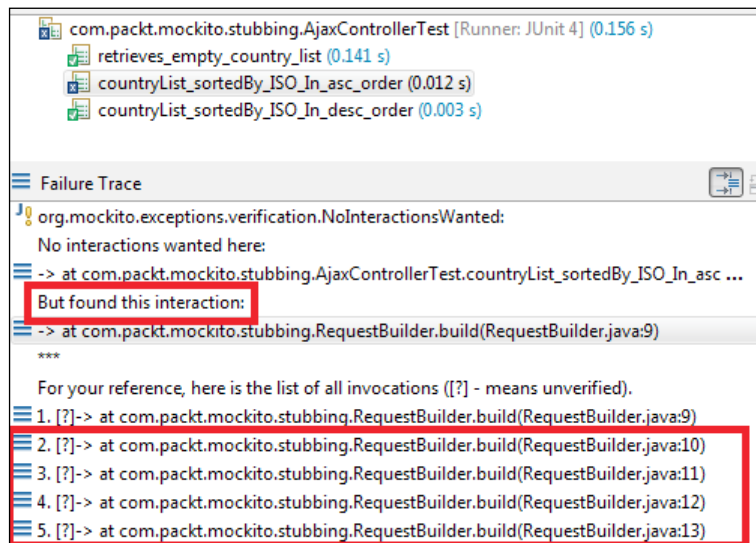 com.packt.mockito.stubbing.AjaxControllerTest [Runner: JUnit 4] (0.156 s)
retrieves_empty_country_list (0.141 s)
countryList_sortedBy_ISO_In_asc_order (0.012 s)
countryList_sortedBy_ISO_In_desc_order (0.003 s)
Failure Trace
org.mockito.exceptions.verification.NoInteractionsWanted:
No interactions wanted here:
-> at com.packt.mockito.stubbing.AjaxControllerTest.countryList_sortedBy_ISO_In_asc ...
But found this interaction:
-> at com.packt.mockito.stubbing.RequestBuilder.build(RequestBuilder.java:9)
***
For your reference, here is the list of all invocations ([?] - means unverified).
1. [?]-> at com.packt.mockito.stubbing.RequestBuilder.build(RequestBuilder.java:9)
2. [?]-> at com.packt.mockito.stubbing.RequestBuilder.build(RequestBuilder.java:10)
3. [?]-> at com.packt.mockito.stubbing.RequestBuilder.build(RequestBuilder.java:11)
4. [?]-> at com.packt.mockito.stubbing.RequestBuilder.build(RequestBuilder.java:12)
5. [?]-> at com.packt.mockito.stubbing.RequestBuilder.build(RequestBuilder.java:13)